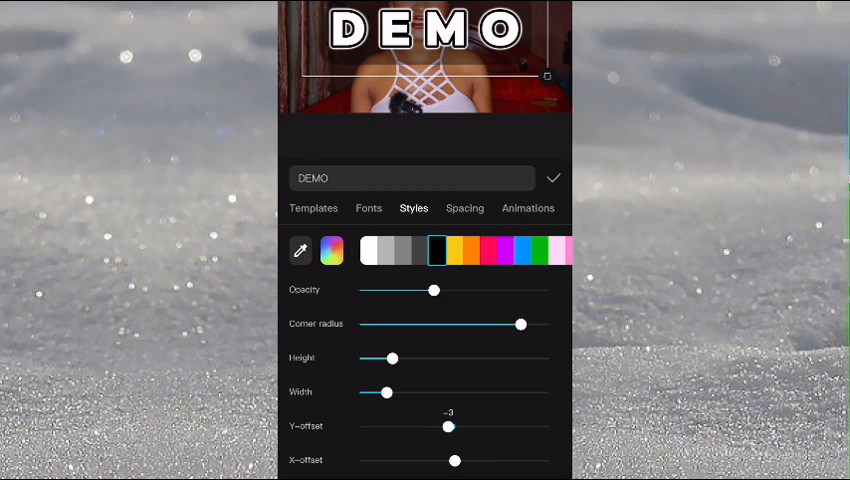 DEMO
DEMO
Templates Fonts Styles Spacing Animations
Opacity
Corner radius
Height
Width
-3
Y-offset
X-offset